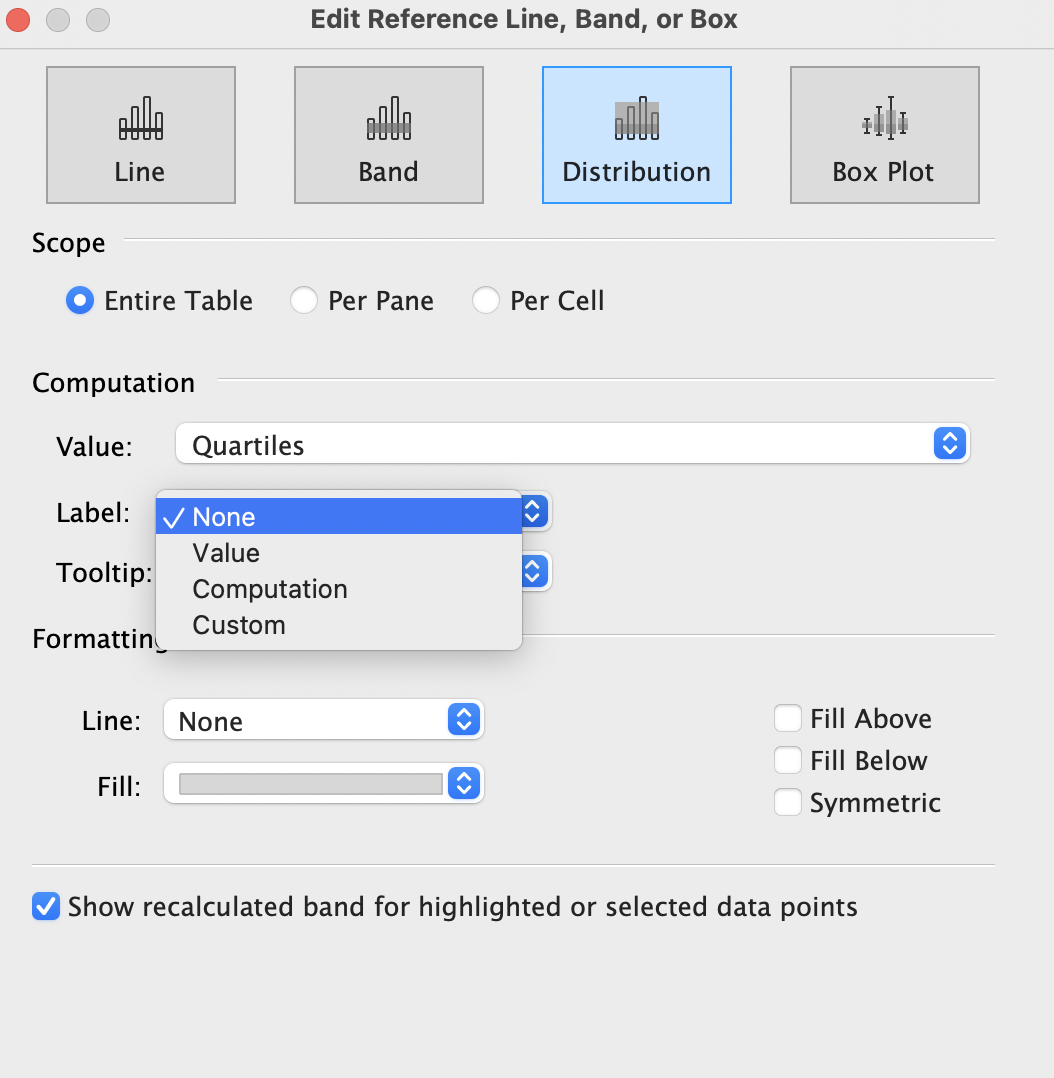 Edit Reference Line, Band, or Box
Line Band Distribution Box Plot
Scope
Entire Table Per Pane Per Cell
Computation
Value: Quartiles
Label: None
Value
Tooltip:
Computation
Custom
Formatting
Line: None Fill Above
Fill Below
Fill:
Symmetric
Show recalculated band for highlighted or selected data points